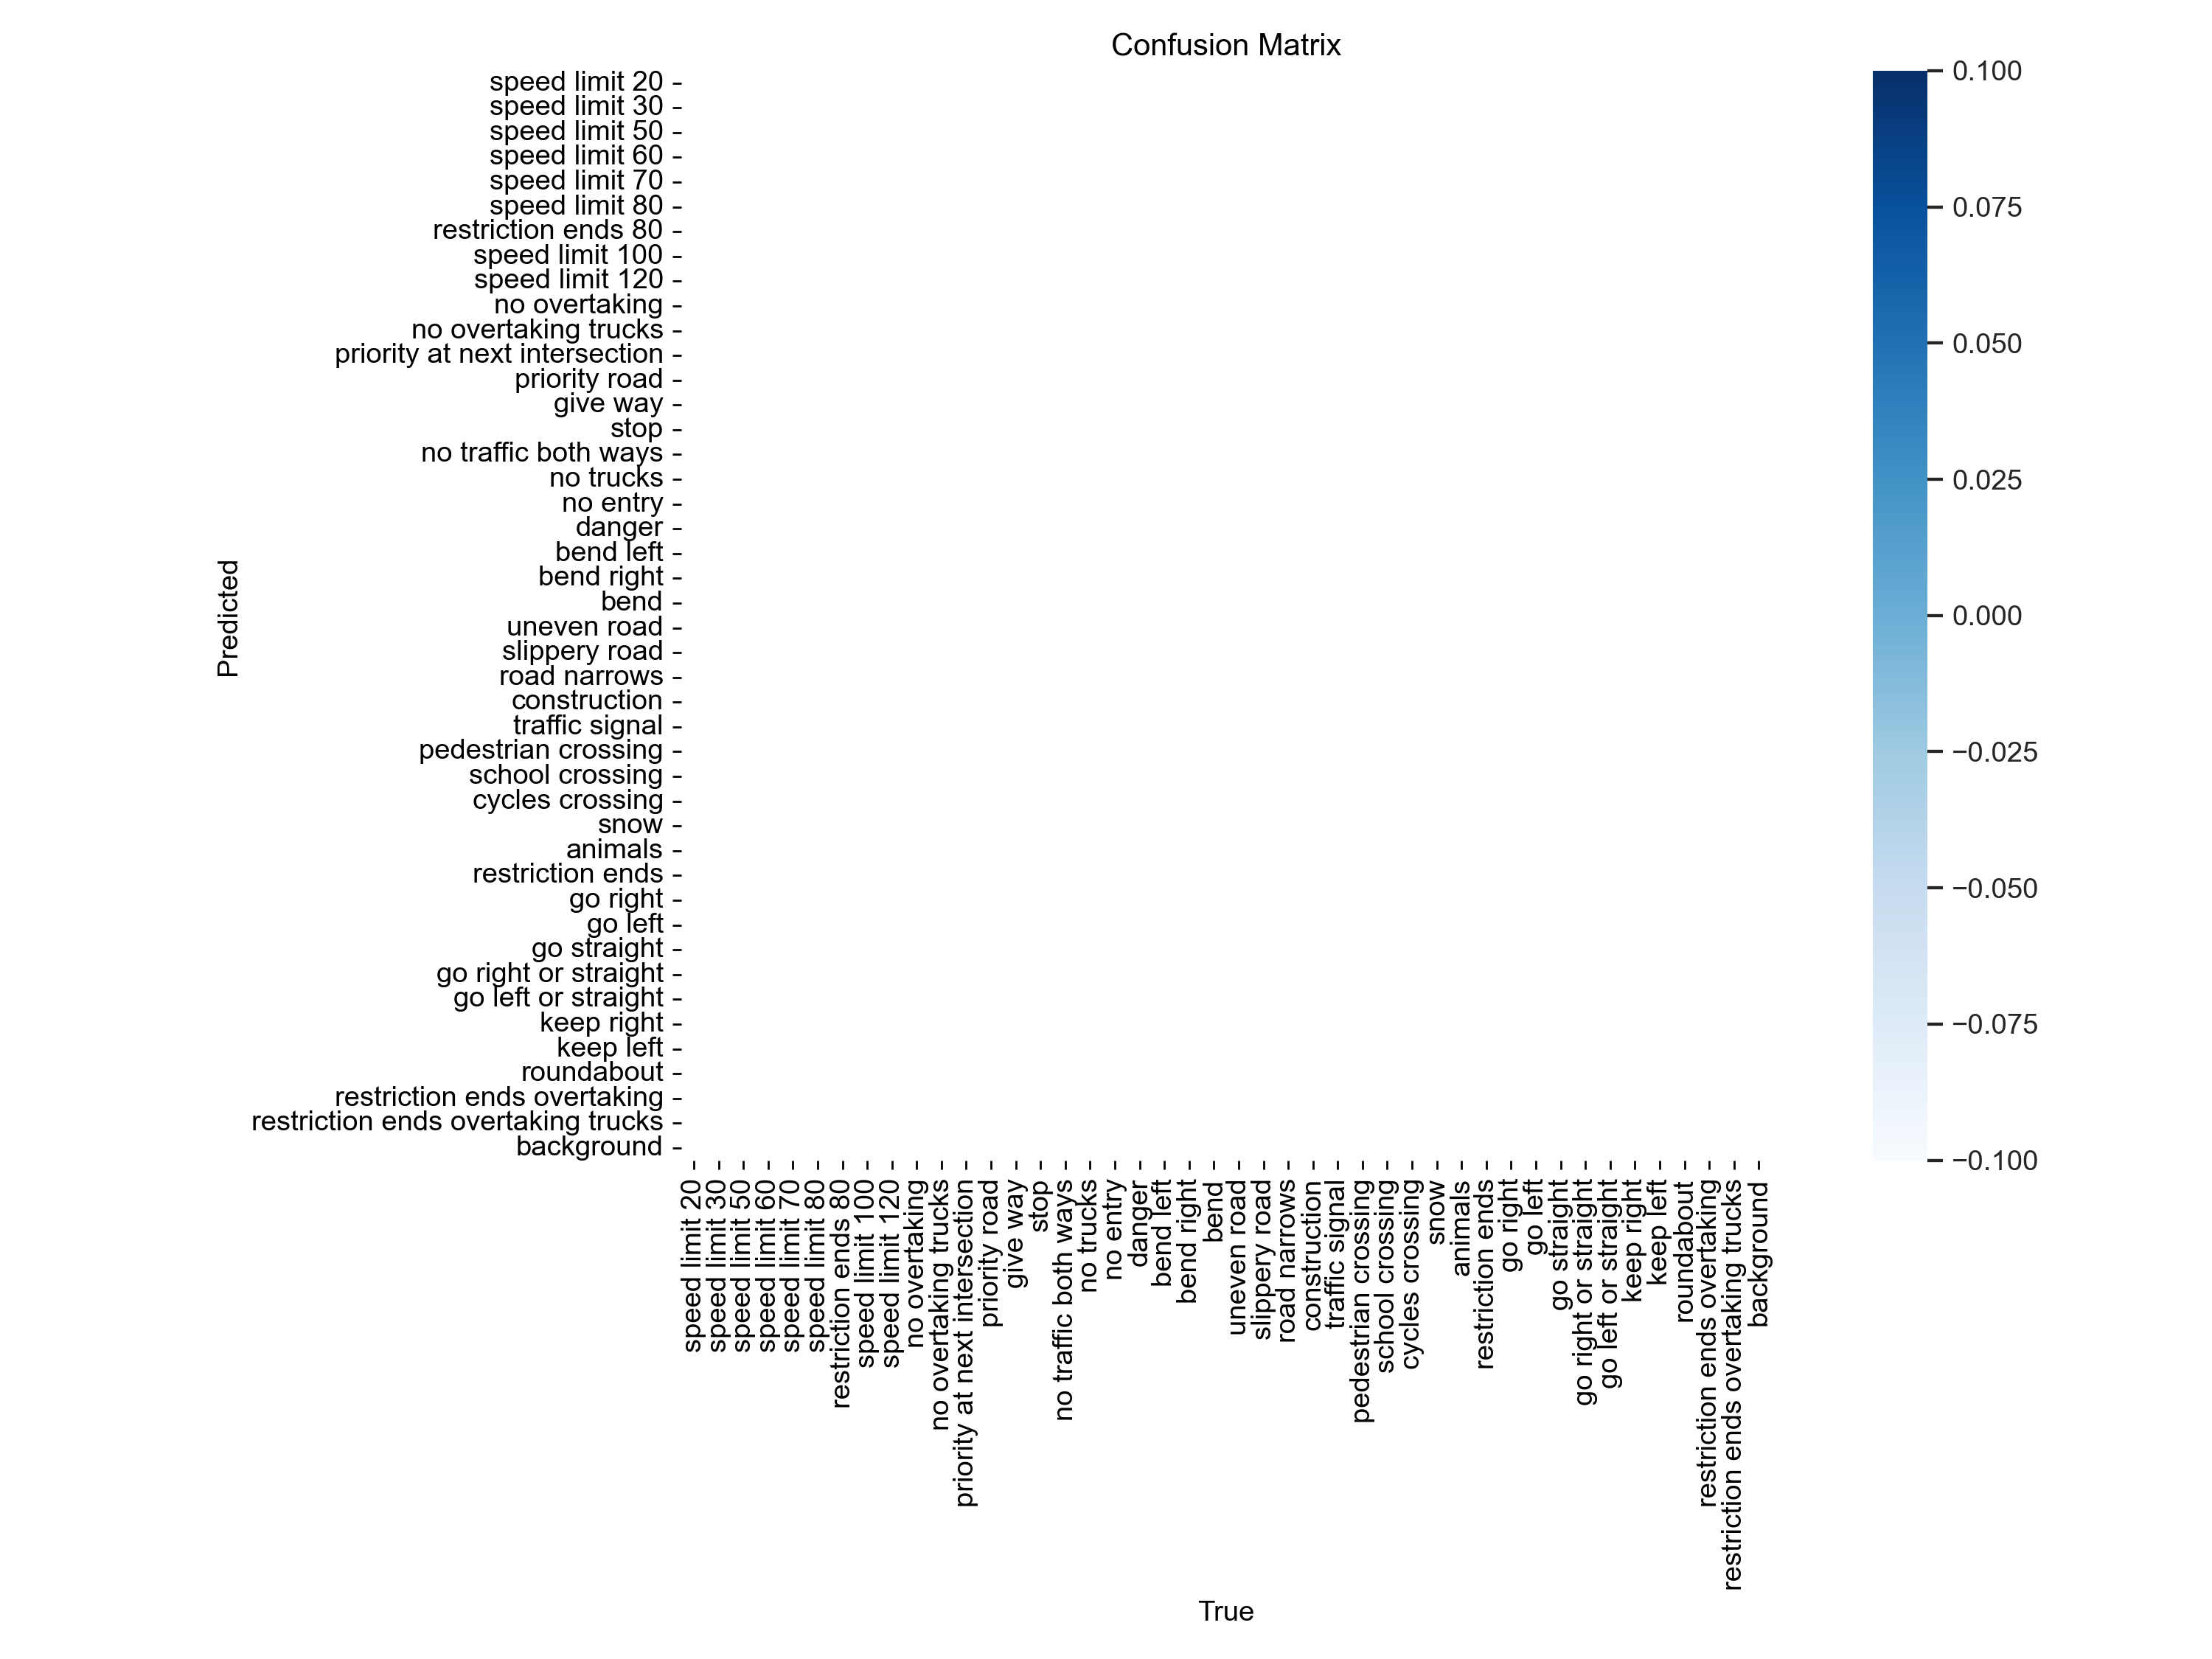 Confusion Matrix
speed limit 20
speed limit 30
speed limit 50
speed limit 60
speed limit 70
speed limit 80
restriction ends 80
speed limit 100
speed limit 120
no overtaking
no overtaking trucks
priority at next intersection
priority road
give way
stop
no traffic both ways
no trucks
no entry
danger
bend left
bend right
bend
uneven road
slippery road
road narrows
construction
traffic signal
pedestrian crossing
school crossing
cycles crossing
snow
animals
restriction ends
go right
go left
go straight
go right or straight
go left or straight
keep right
keep left
roundabout
restriction ends overtaking
restriction ends overtaking trucks
background
Predicted
speed limit 20
speed limit 30
speed limit 50
speed limit 60
speed limit 70
speed limit 80
restriction ends 80
speed limit 100
speed limit 120
no overtaking
no overtaking trucks
priority at next intersection
priority road
give way
stop
no traffic both ways
no trucks
no entry
danger
bend left
bend right
bend
uneven road
slippery road
road narrows
construction
traffic signal
pedestrian crossing
school crossing
cycles crossing
snow
animals
restriction ends
go right
go left
go straight
go right or straight
go left or straight
keep right
keep left
roundabout
restriction ends overtaking
restriction ends overtaking trucks
background
True
0.100
0.075
0.050
0.025
0.000
−0.025
−0.050
−0.075
−0.100